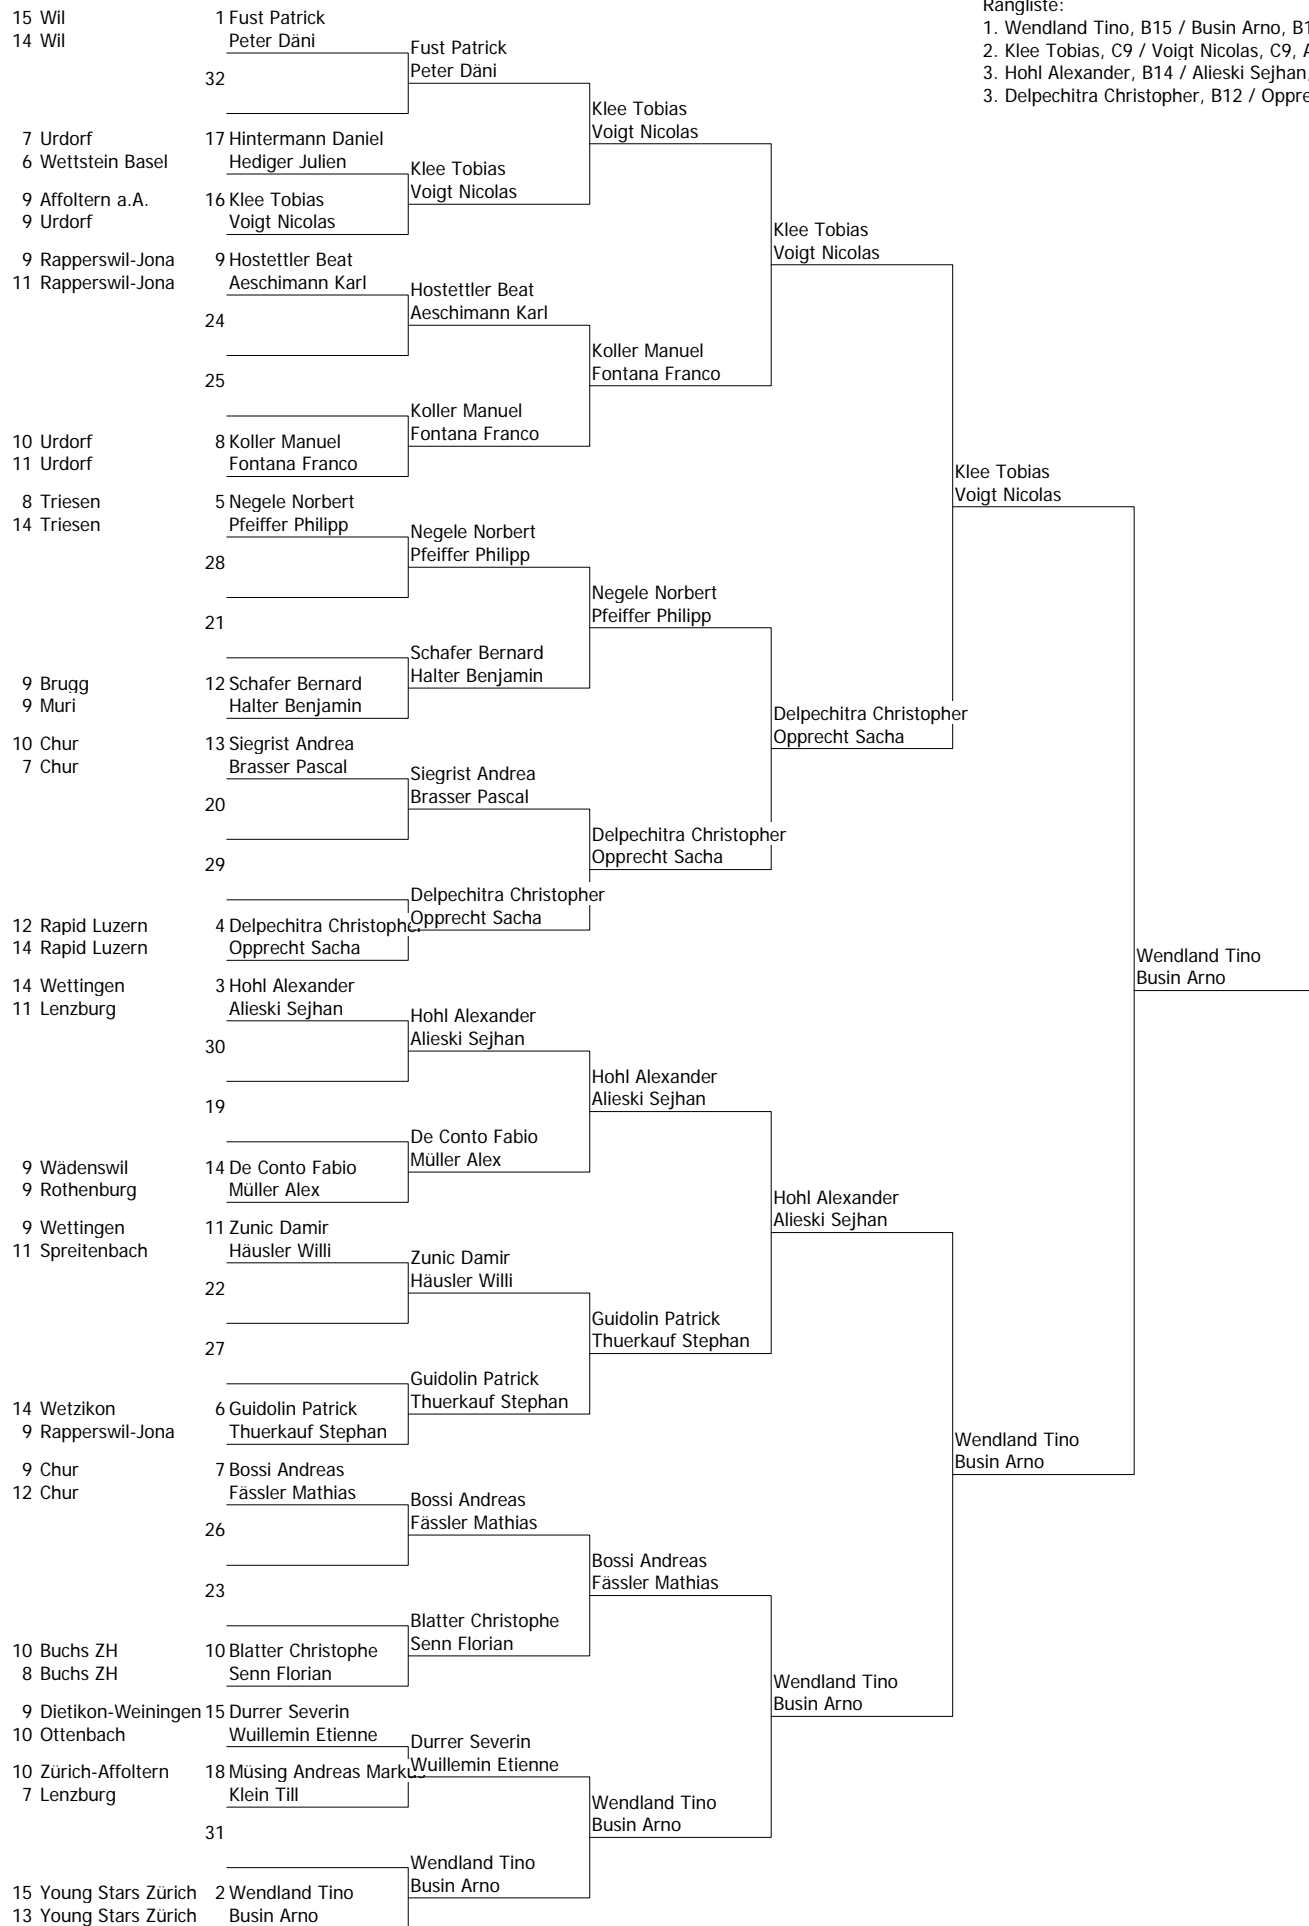 Rangliste:
1. Wendland Tino, B15 / Busin Arno, B1
2. Klee Tobias, C9 / Voigt Nicolas, C9, A
3. Hohl Alexander, B14 / Alieski Sejhan,
3. Delpechitra Christopher, B12 / Oppre
15 Wil 1 Fust Patrick
14 Wil Peter Däni
Fust Patrick
Peter Däni
32
Klee Tobias
Voigt Nicolas
7 Urdorf 17 Hintermann Daniel
6 Wettstein Basel Hediger Julien
Klee Tobias
Voigt Nicolas
9 Affoltern a.A. 16 Klee Tobias
9 Urdorf Voigt Nicolas
Klee Tobias
Voigt Nicolas
9 Rapperswil-Jona 9 Hostettler Beat
11 Rapperswil-Jona Aeschimann Karl
Hostettler Beat
Aeschimann Karl
24
Koller Manuel
Fontana Franco
25
Koller Manuel
Fontana Franco
10 Urdorf 8 Koller Manuel
11 Urdorf Fontana Franco
Klee Tobias
Voigt Nicolas
8 Triesen 5 Negele Norbert
14 Triesen Pfeiffer Philipp
Negele Norbert
Pfeiffer Philipp
28
Negele Norbert
Pfeiffer Philipp
21
Schafer Bernard
Halter Benjamin
9 Brugg 12 Schafer Bernard
9 Muri Halter Benjamin
Delpechitra Christopher
Opprecht Sacha
10 Chur 13 Siegrist Andrea
7 Chur Brasser Pascal
Siegrist Andrea
Brasser Pascal
20
Delpechitra Christopher
Opprecht Sacha
29
Delpechitra Christopher
Opprecht Sacha
12 Rapid Luzern 4 Delpechitra Christopher
14 Rapid Luzern Opprecht Sacha
Wendland Tino
Busin Arno
14 Wettingen 3 Hohl Alexander
11 Lenzburg Alieski Sejhan
Hohl Alexander
Alieski Sejhan
30
Hohl Alexander
Alieski Sejhan
19
De Conto Fabio
Müller Alex
9 Wädenswil 14 De Conto Fabio
9 Rothenburg Müller Alex
Hohl Alexander
Alieski Sejhan
9 Wettingen 11 Zunic Damir
11 Spreitenbach Häusler Willi
Zunic Damir
Häusler Willi
22
Guidolin Patrick
Thuerkauf Stephan
27
Guidolin Patrick
Thuerkauf Stephan
14 Wetzikon 6 Guidolin Patrick
9 Rapperswil-Jona Thuerkauf Stephan
Wendland Tino
Busin Arno
9 Chur 7 Bossi Andreas
12 Chur Fässler Mathias
Bossi Andreas
Fässler Mathias
26
Bossi Andreas
Fässler Mathias
23
Blatter Christophe
Senn Florian
10 Buchs ZH 10 Blatter Christophe
8 Buchs ZH Senn Florian
Wendland Tino
Busin Arno
9 Dietikon-Weiningen 15 Durrer Severin
10 Ottenbach Wuillemin Etienne
Durrer Severin
Wuillemin Etienne
10 Zürich-Affoltern 18 Müsing Andreas Markus
7 Lenzburg Klein Till
Wendland Tino
Busin Arno
31
Wendland Tino
Busin Arno
15 Young Stars Zürich 2 Wendland Tino
13 Young Stars Zürich Busin Arno